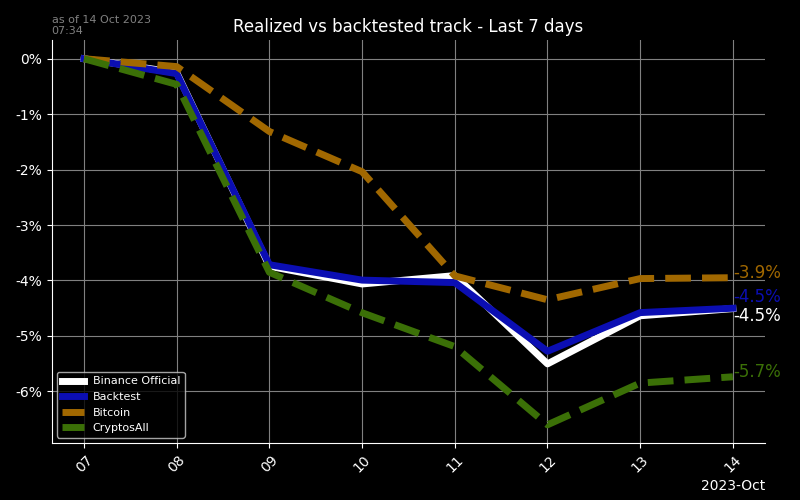 as of 14 Oct 2023
07:34
Realized vs backtested track - Last 7 days
0%
-1%
-2%
-3%
-4%
-5%
-6%
-3.9%
-4.5%
-4.5%
-5.7%
Binance Official
Backtest
Bitcoin
CryptosAll
07
08
09
10
11
12
13
14
2023-Oct